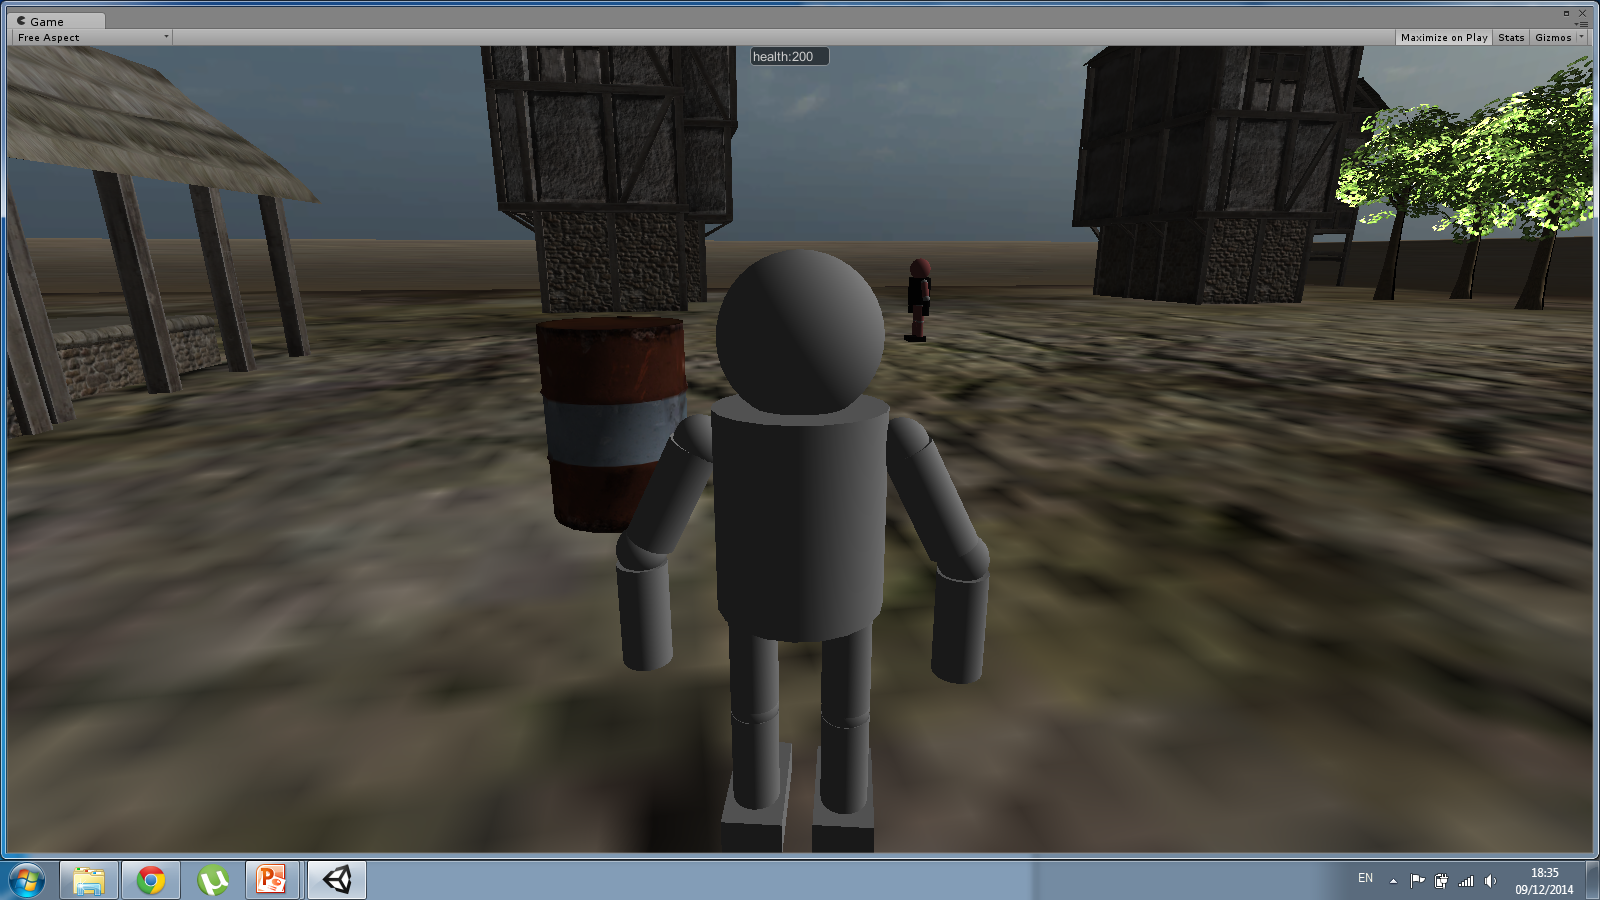 Game
Free Aspect
Maximize on Play Stats Gizmos
health:200
EN
18:35
09/12/2014